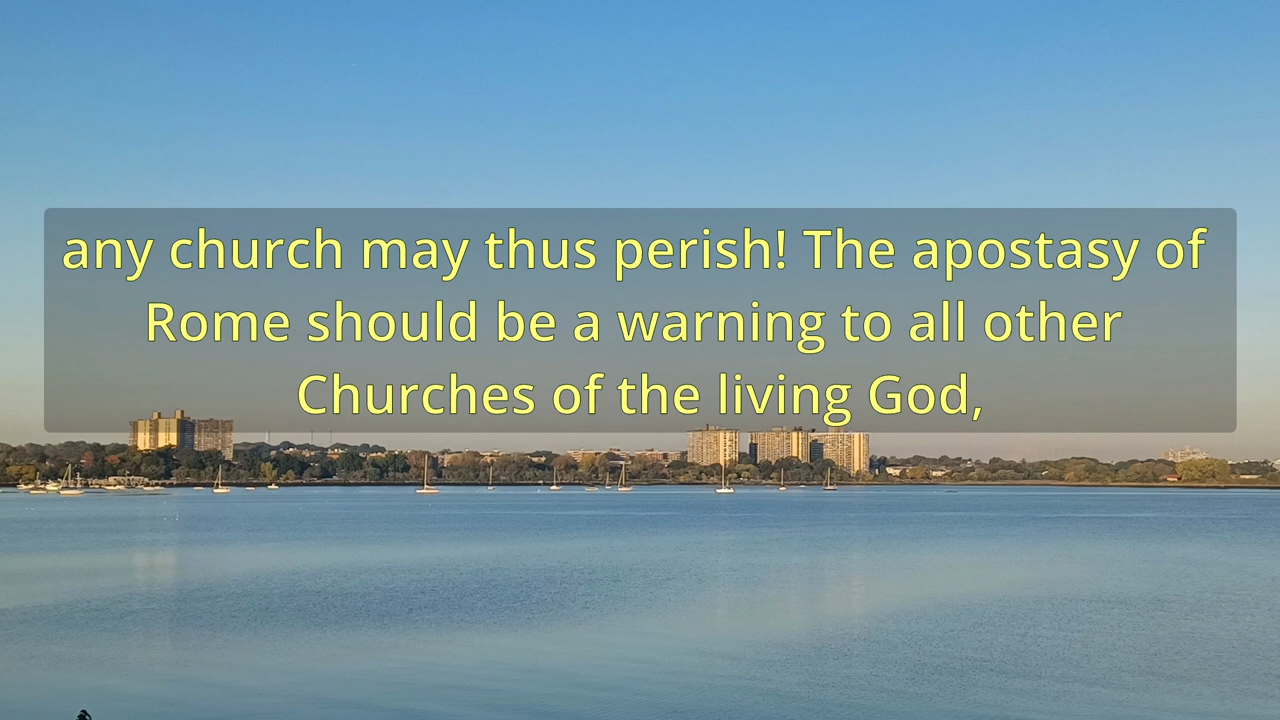 any church may thus perish! The apostasy of
Rome should be a warning to all other
Churches of the living God,